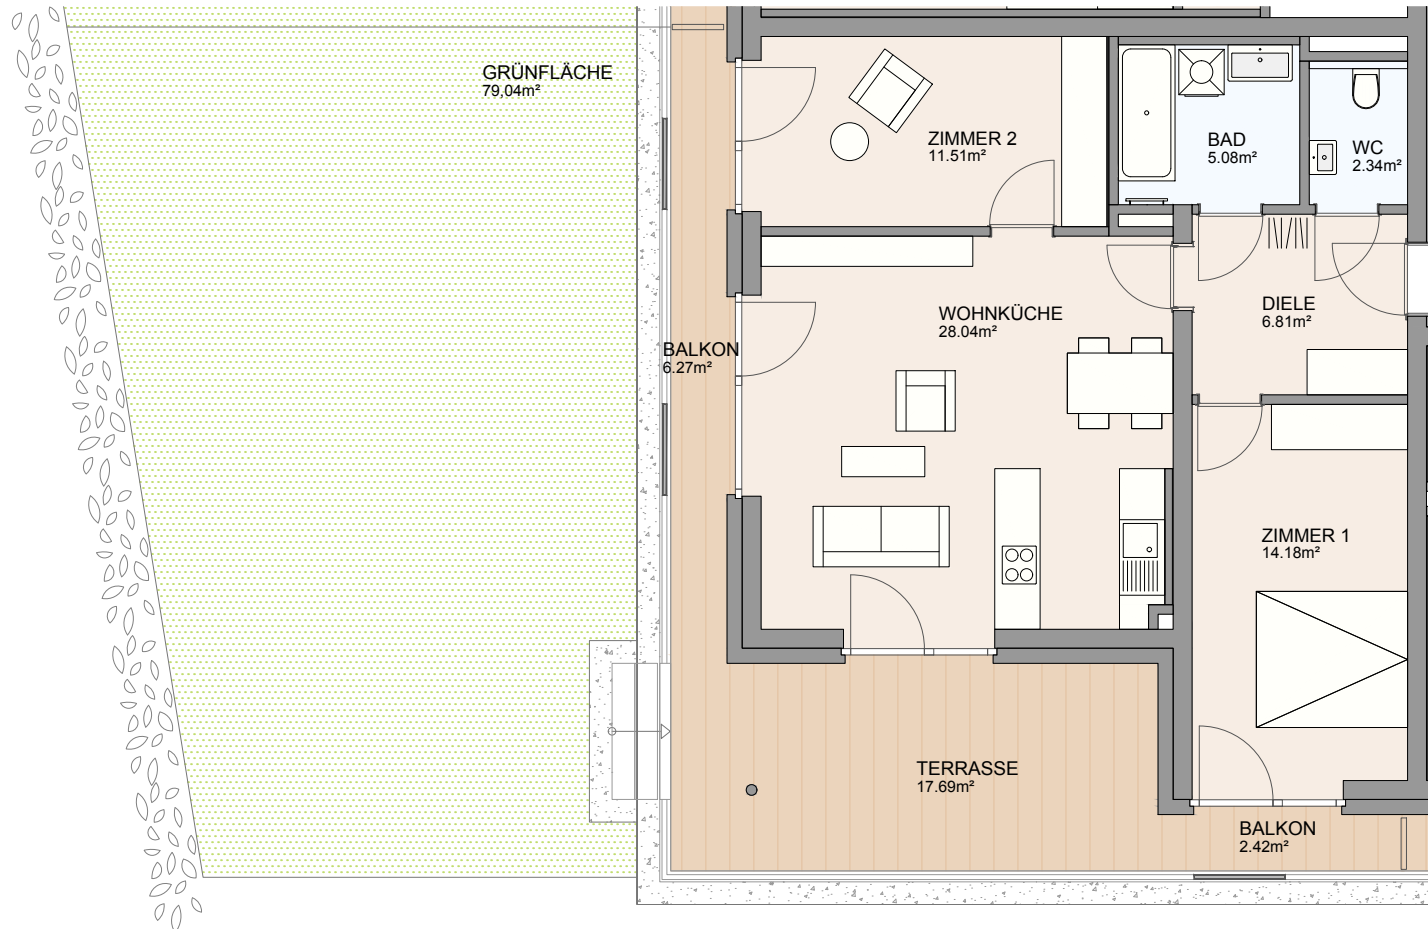 GRÜNFLÄCHE
79,04m²
ZIMMER 2
11.51m²
BAD
5.08m²
WC
2.34m²
WOHNKÜCHE
28.04m²
DIELE
6.81m²
BALKON
6.27m²
ZIMMER 1
14.18m²
TERRASSE
17.69m²
BALKON
2.42m²